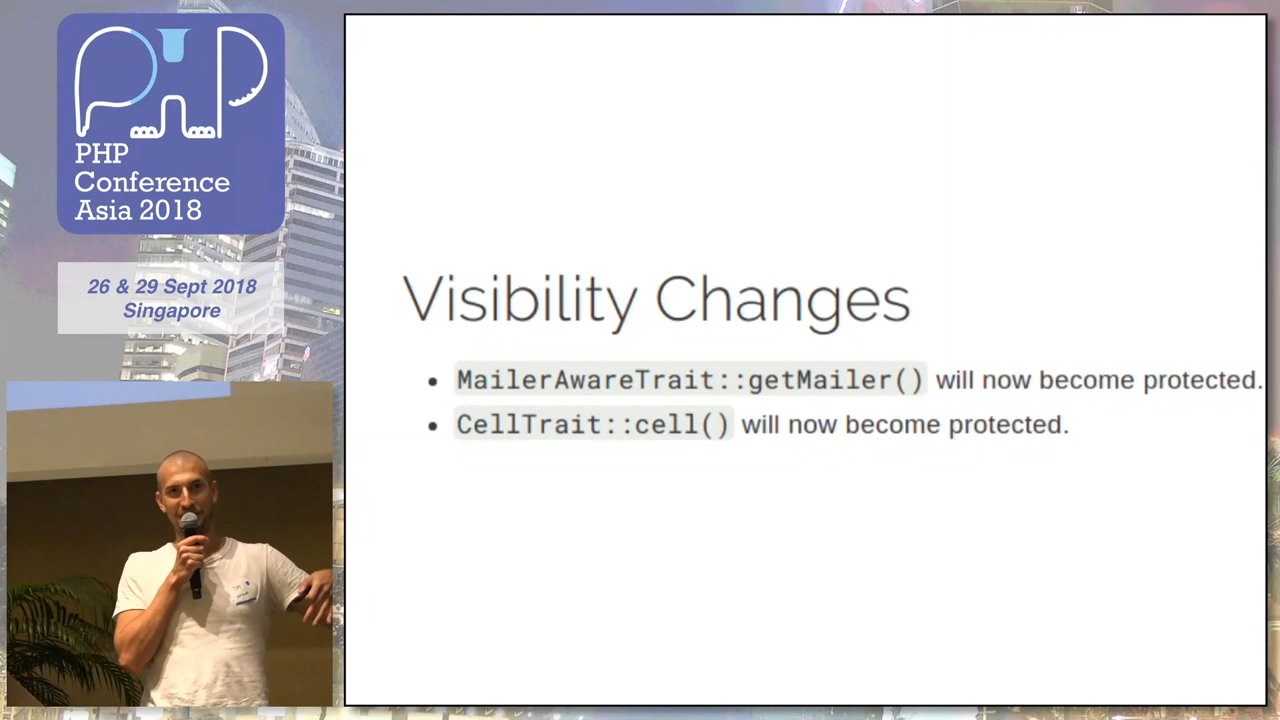 PHP
Conference
Asia 2018
26 & 29 Sept 2018
Singapore
Visibility Changes
• MailerAwareTrait::getMailer() will now become protected.
• CellTrait::cell() will now become protected.